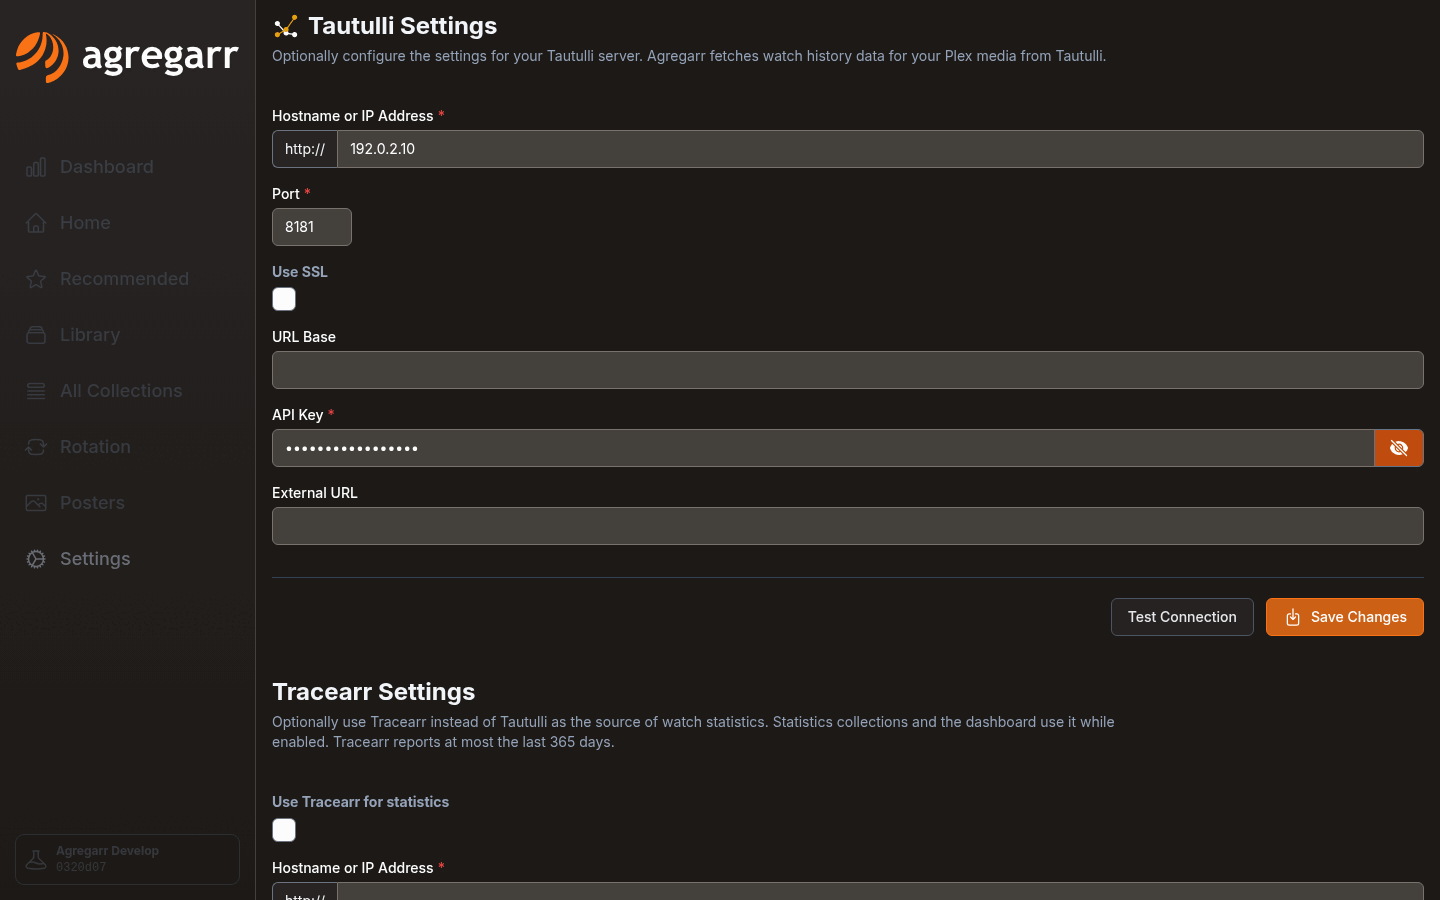 agregarr
Dashboard
Home
Recommended
Library
All Collections
Rotation
Posters
Settings
Agregarr Develop
0320d07
Tautulli Settings
Optionally configure the settings for your Tautulli server. Agregarr fetches watch history data for your Plex media from Tautulli.
Hostname or IP Address *
http:// 192.0.2.10
Port *
8181
Use SSL
URL Base
API Key *
•••••••••••••••••
External URL
Test Connection Save Changes
Tracearr Settings
Optionally use Tracearr instead of Tautulli as the source of watch statistics. Statistics collections and the dashboard use it while
enabled. Tracearr reports at most the last 365 days.
Use Tracearr for statistics
Hostname or IP Address *
http://